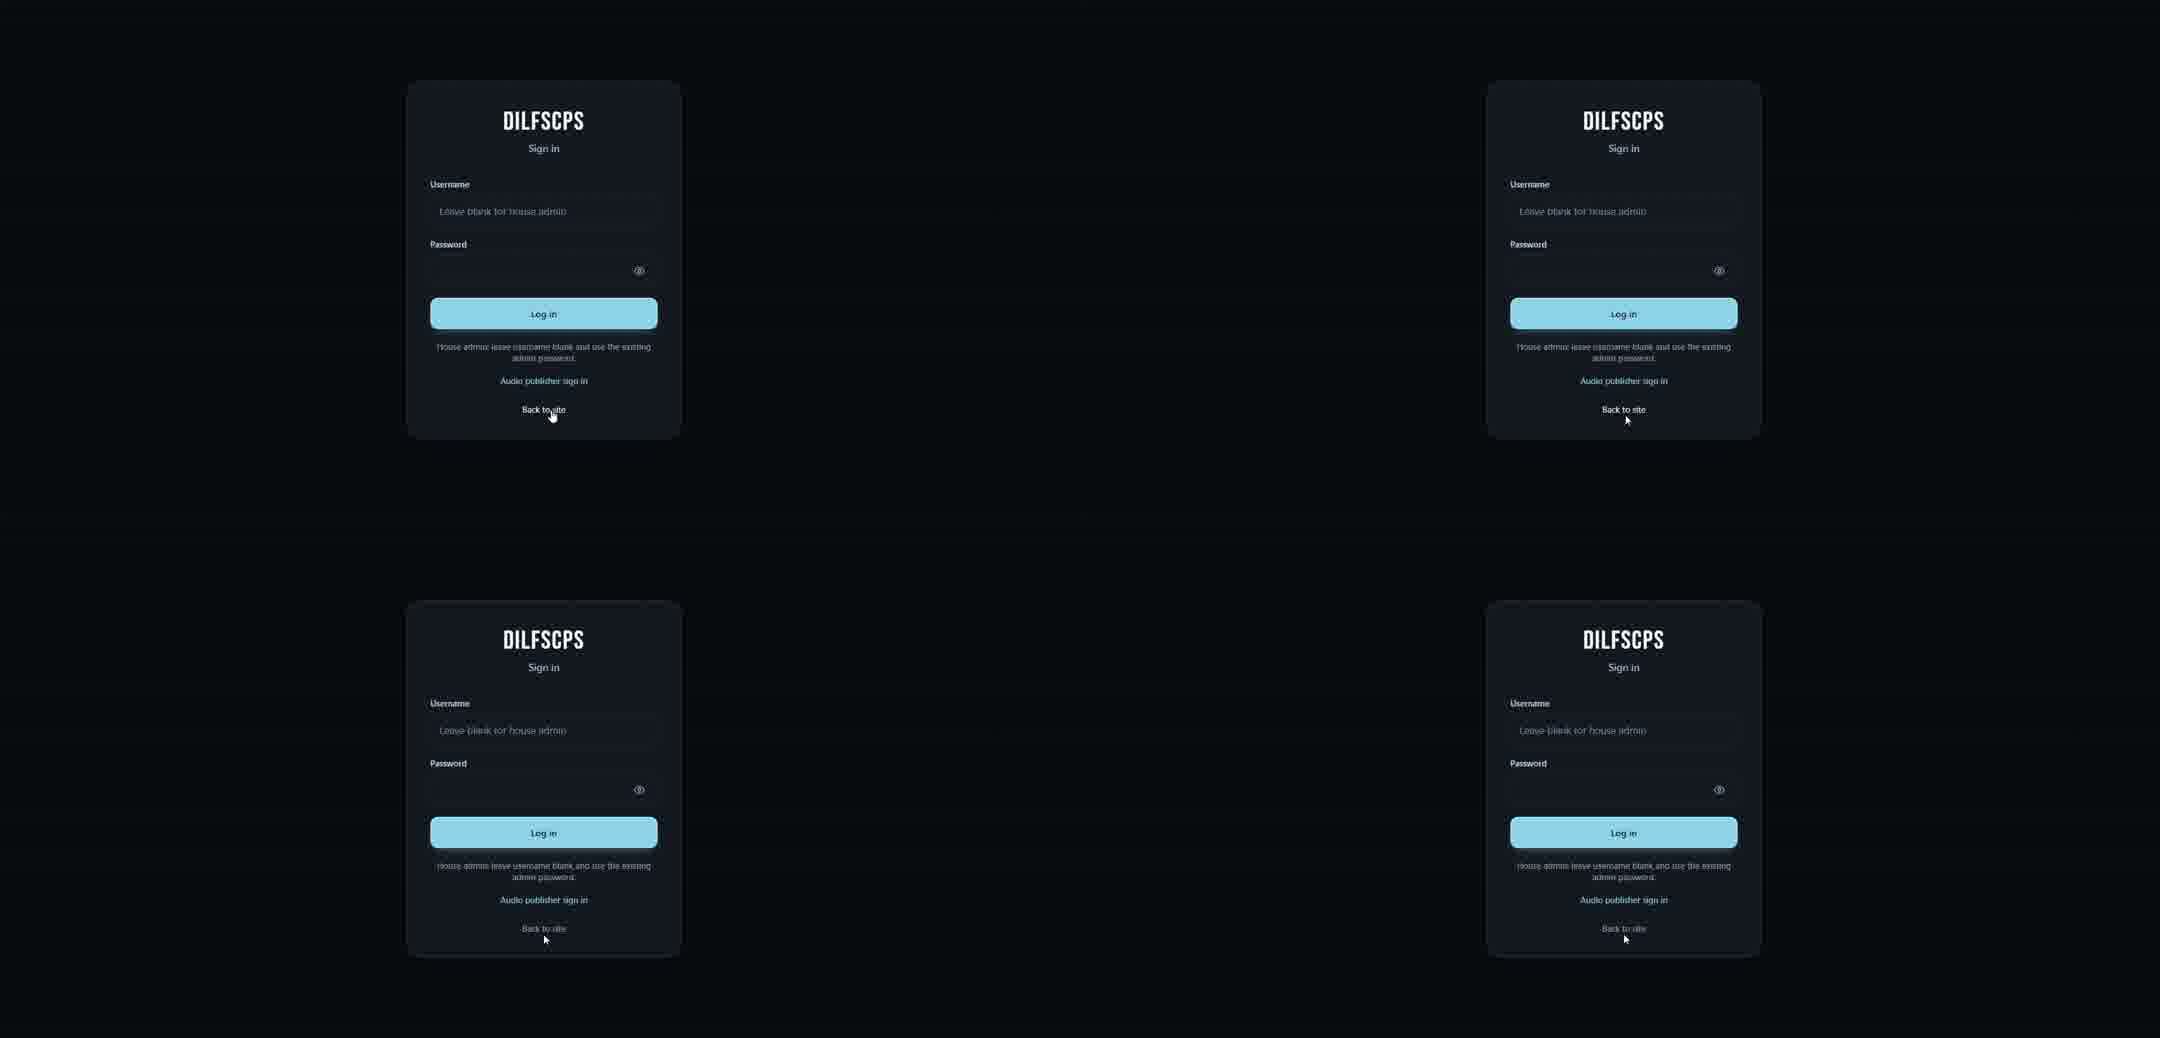 DILFSCPS
Sign in
Username
Leave blank for house admin
Password
Log in
House admin: leave username blank and use the existing
admin password.
Audio publisher sign in
Back to site
DILFSCPS
Sign in
Username
Leave blank for house admin
Password
Log in
House admin: leave username blank and use the existing
admin password.
Audio publisher sign in
Back to site
DILFSCPS
Sign in
Username
Leave blank for house admin
Password
Log in
House admin: leave username blank and use the existing
admin password.
Audio publisher sign in
Back to site
DILFSCPS
Sign in
Username
Leave blank for house admin
Password
Log in
House admin: leave username blank and use the existing
admin password.
Audio publisher sign in
Back to site